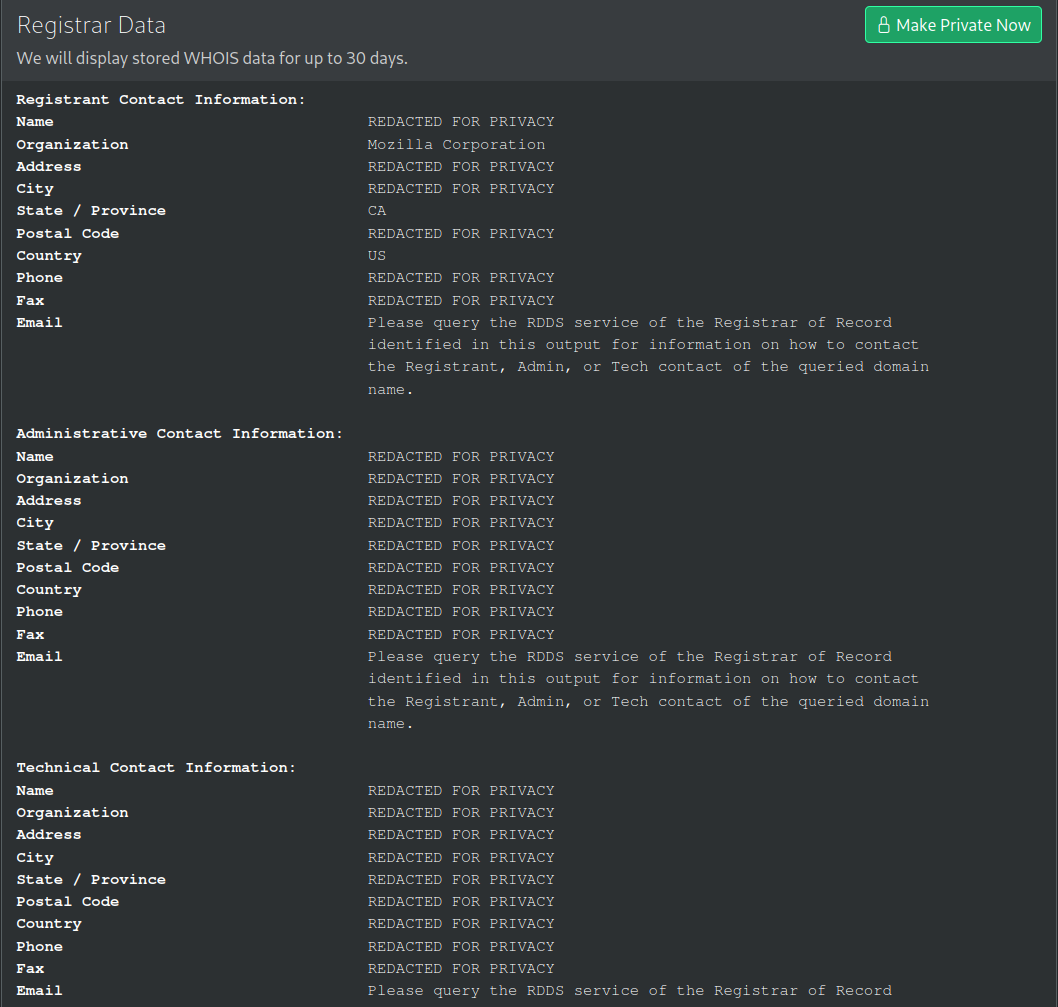 Registrar Data
Make Private Now
We will display stored WHOIS data for up to 30 days.
Registrant Contact Information:
Name REDACTED FOR PRIVACY
Organization Mozilla Corporation
Address REDACTED FOR PRIVACY
City REDACTED FOR PRIVACY
State / Province CA
Postal Code REDACTED FOR PRIVACY
Country US
Phone REDACTED FOR PRIVACY
Fax REDACTED FOR PRIVACY
Email Please query the RDDS service of the Registrar of Record
identified in this output for information on how to contact
the Registrant, Admin, or Tech contact of the queried domain
name.
Administrative Contact Information:
Name REDACTED FOR PRIVACY
Organization REDACTED FOR PRIVACY
Address REDACTED FOR PRIVACY
City REDACTED FOR PRIVACY
State / Province REDACTED FOR PRIVACY
Postal Code REDACTED FOR PRIVACY
Country REDACTED FOR PRIVACY
Phone REDACTED FOR PRIVACY
Fax REDACTED FOR PRIVACY
Email Please query the RDDS service of the Registrar of Record
identified in this output for information on how to contact
the Registrant, Admin, or Tech contact of the queried domain
name.
Technical Contact Information:
Name REDACTED FOR PRIVACY
Organization REDACTED FOR PRIVACY
Address REDACTED FOR PRIVACY
City REDACTED FOR PRIVACY
State / Province REDACTED FOR PRIVACY
Postal Code REDACTED FOR PRIVACY
Country REDACTED FOR PRIVACY
Phone REDACTED FOR PRIVACY
Fax REDACTED FOR PRIVACY
Email Please query the RDDS service of the Registrar of Record